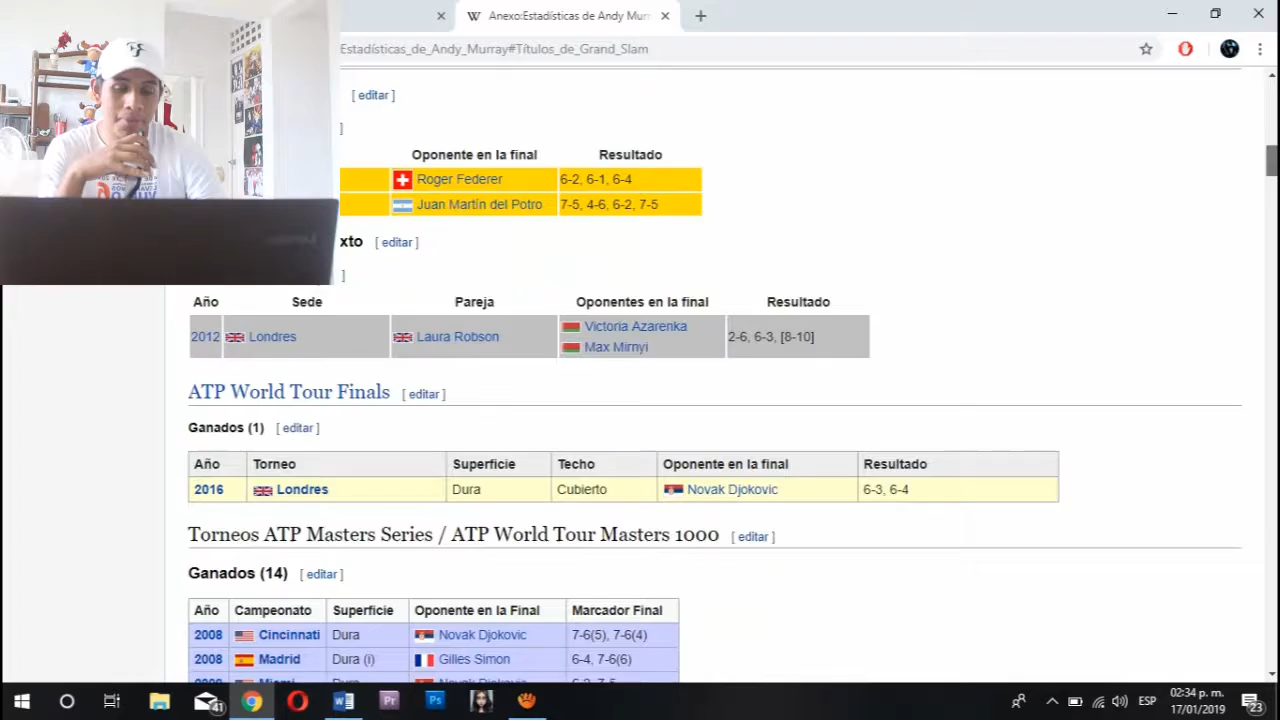 Anexo:Estadísticas de Andy Murr
Estadísticas_de_Andy_Murray#Títulos_de_Grand_Slam
[ editar ]
]
Oponente en la final Resultado
Roger Federer 6-2, 6-1, 6-4
Juan Martín del Potro 7-5, 4-6, 6-2, 7-5
xto [ editar ]
]
Año Sede Pareja Oponentes en la final Resultado
2012 Londres Laura Robson Victoria Azarenka Max Mirnyi 2-6, 6-3, [8-10]
ATP World Tour Finals [ editar ]
Ganados (1) [ editar ]
Año Torneo Superficie Techo Oponente en la final Resultado
2016 Londres Dura Cubierto Novak Djokovic 6-3, 6-4
Torneos ATP Masters Series / ATP World Tour Masters 1000 [ editar ]
Ganados (14) [ editar ]
Año Campeonato Superficie Oponente en la Final Marcador Final
2008 Cincinnati Dura Novak Djokovic 7-6(5), 7-6(4)
2008 Madrid Dura (i) Gilles Simon 6-4, 7-6(6)
41 W Pr Ps ESP 02:34 p. m.
17/01/2019 23